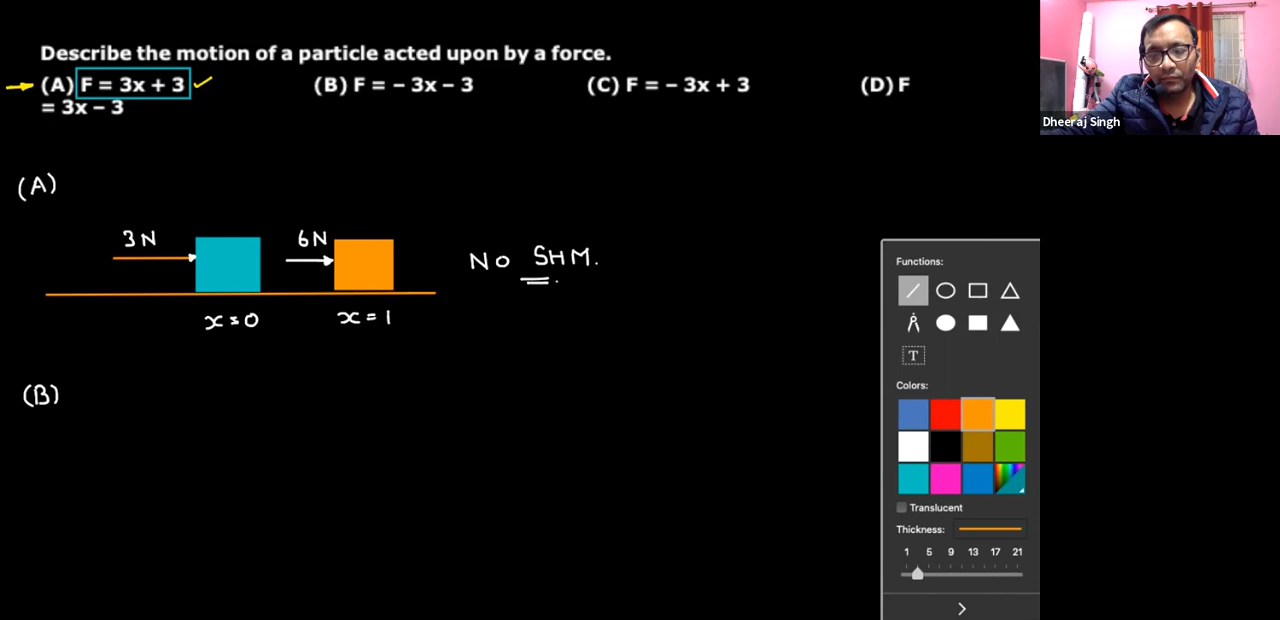 Describe the motion of a particle acted upon by a force.
(A) F = 3x + 3 (B) F = – 3x – 3 (C) F = – 3x + 3 (D) F
= 3x – 3
Dheeraj Singh
(A)
3N 6N
No SHM.
x=0 x=1
(B)
Functions:
T
Colors:
Translucent
Thickness:
1 5 9 13 17 21